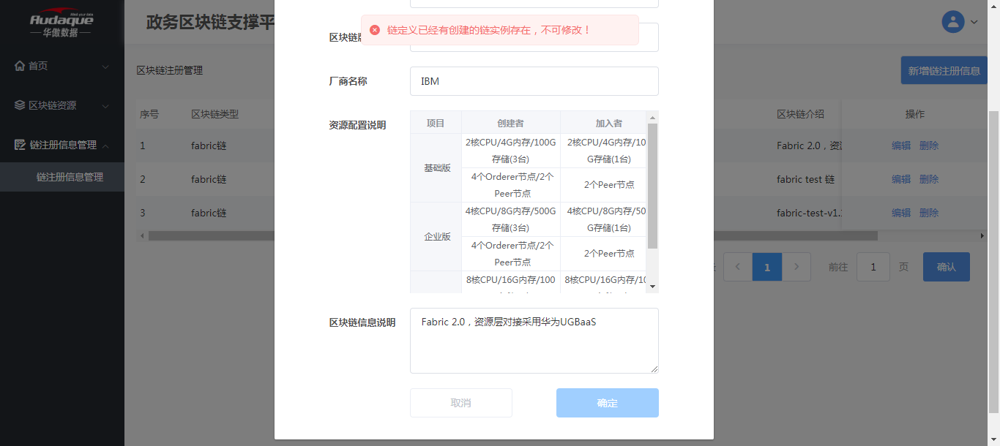 Find your data
Audaque
华傲数据
政务区块链支撑平
首页
区块链资源
链注册信息管理
链注册信息管理
区块链注册管理
新增链注册信息
序号 区块链类型 区块链介绍 操作
1 fabric链 Fabric 2.0，资 编辑 删除
2 fabric链 fabric test 链 编辑 删除
3 fabric链 fabric-test-v1. 编辑 删除
1 前往 1 页 确认
链定义已经有创建的链实例存在，不可修改！
区块链
厂商名称 IBM
资源配置说明
项目 创建者 加入者
基础版
2核CPU/4G内存/100G
存储(3台)
2核CPU/4G内存/10
G存储(1台)
4个Orderer节点/2个
Peer节点
2个Peer节点
企业版
4核CPU/8G内存/500G
存储(3台)
4核CPU/8G内存/50
G存储(1台)
4个Orderer节点/2个
Peer节点
2个Peer节点
8核CPU/16G内存/100
8核CPU/16G内存/10
区块链信息说明
Fabric 2.0，资源层对接采用华为UGBaaS
取消 确定